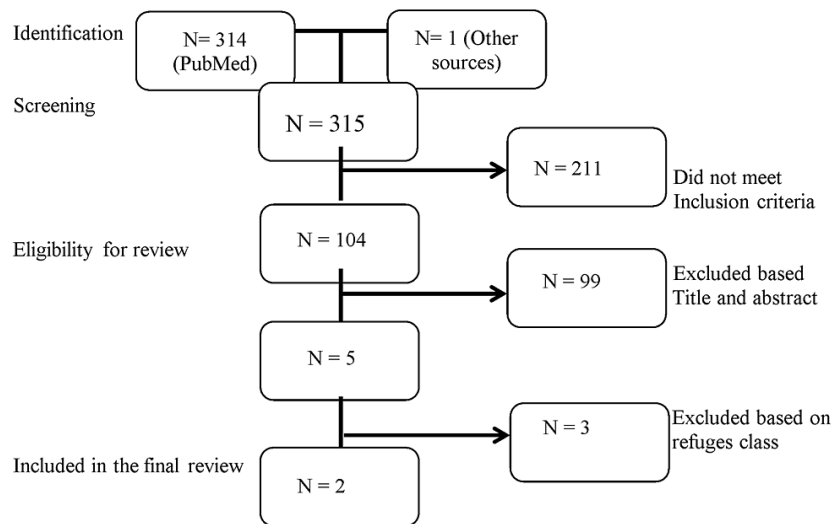 Identification
N= 314
(PubMed)
N= 1 (Other
sources)
Screening
N = 315
N = 211
Did not meet
Inclusion criteria
Eligibility for review
N = 104
N = 99
Excluded based
Title and abstract
N = 5
N = 3
Excluded based on
refuges class
Included in the final review
N = 2